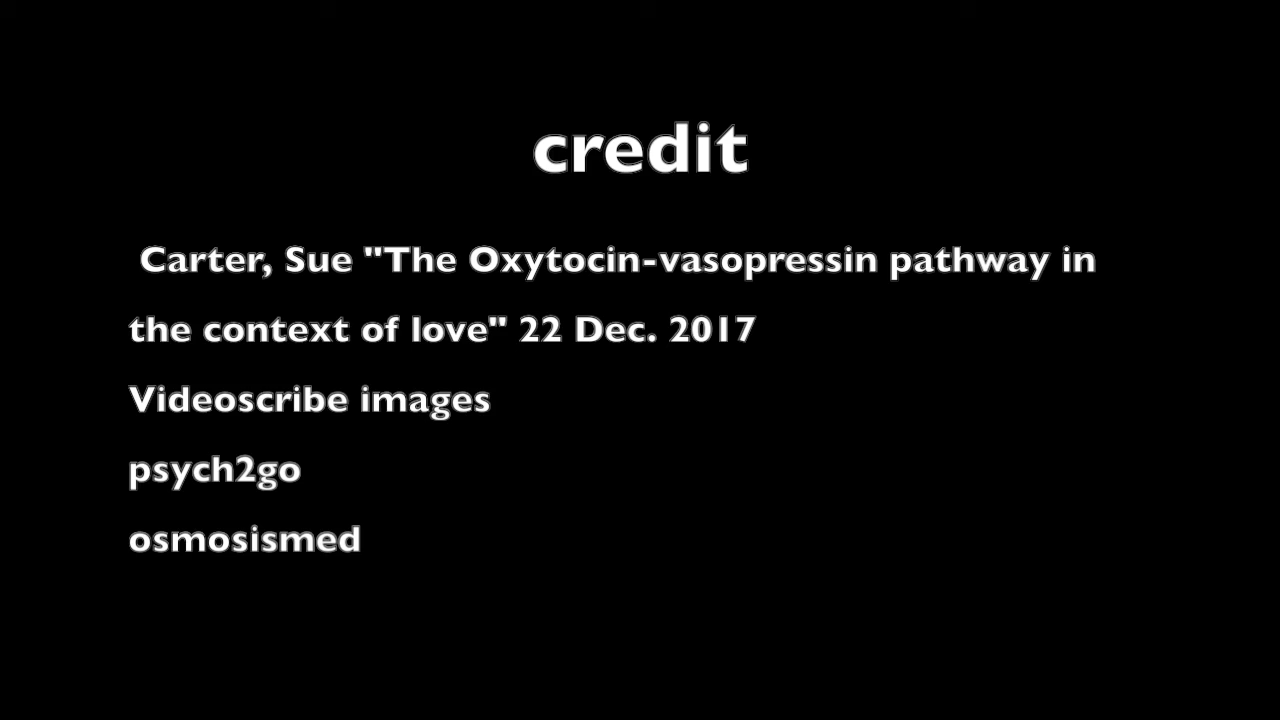 credit
Carter, Sue "The Oxytocin-vasopressin pathway in
the context of love" 22 Dec. 2017
Videoscribe images
psych2go
osmosismed